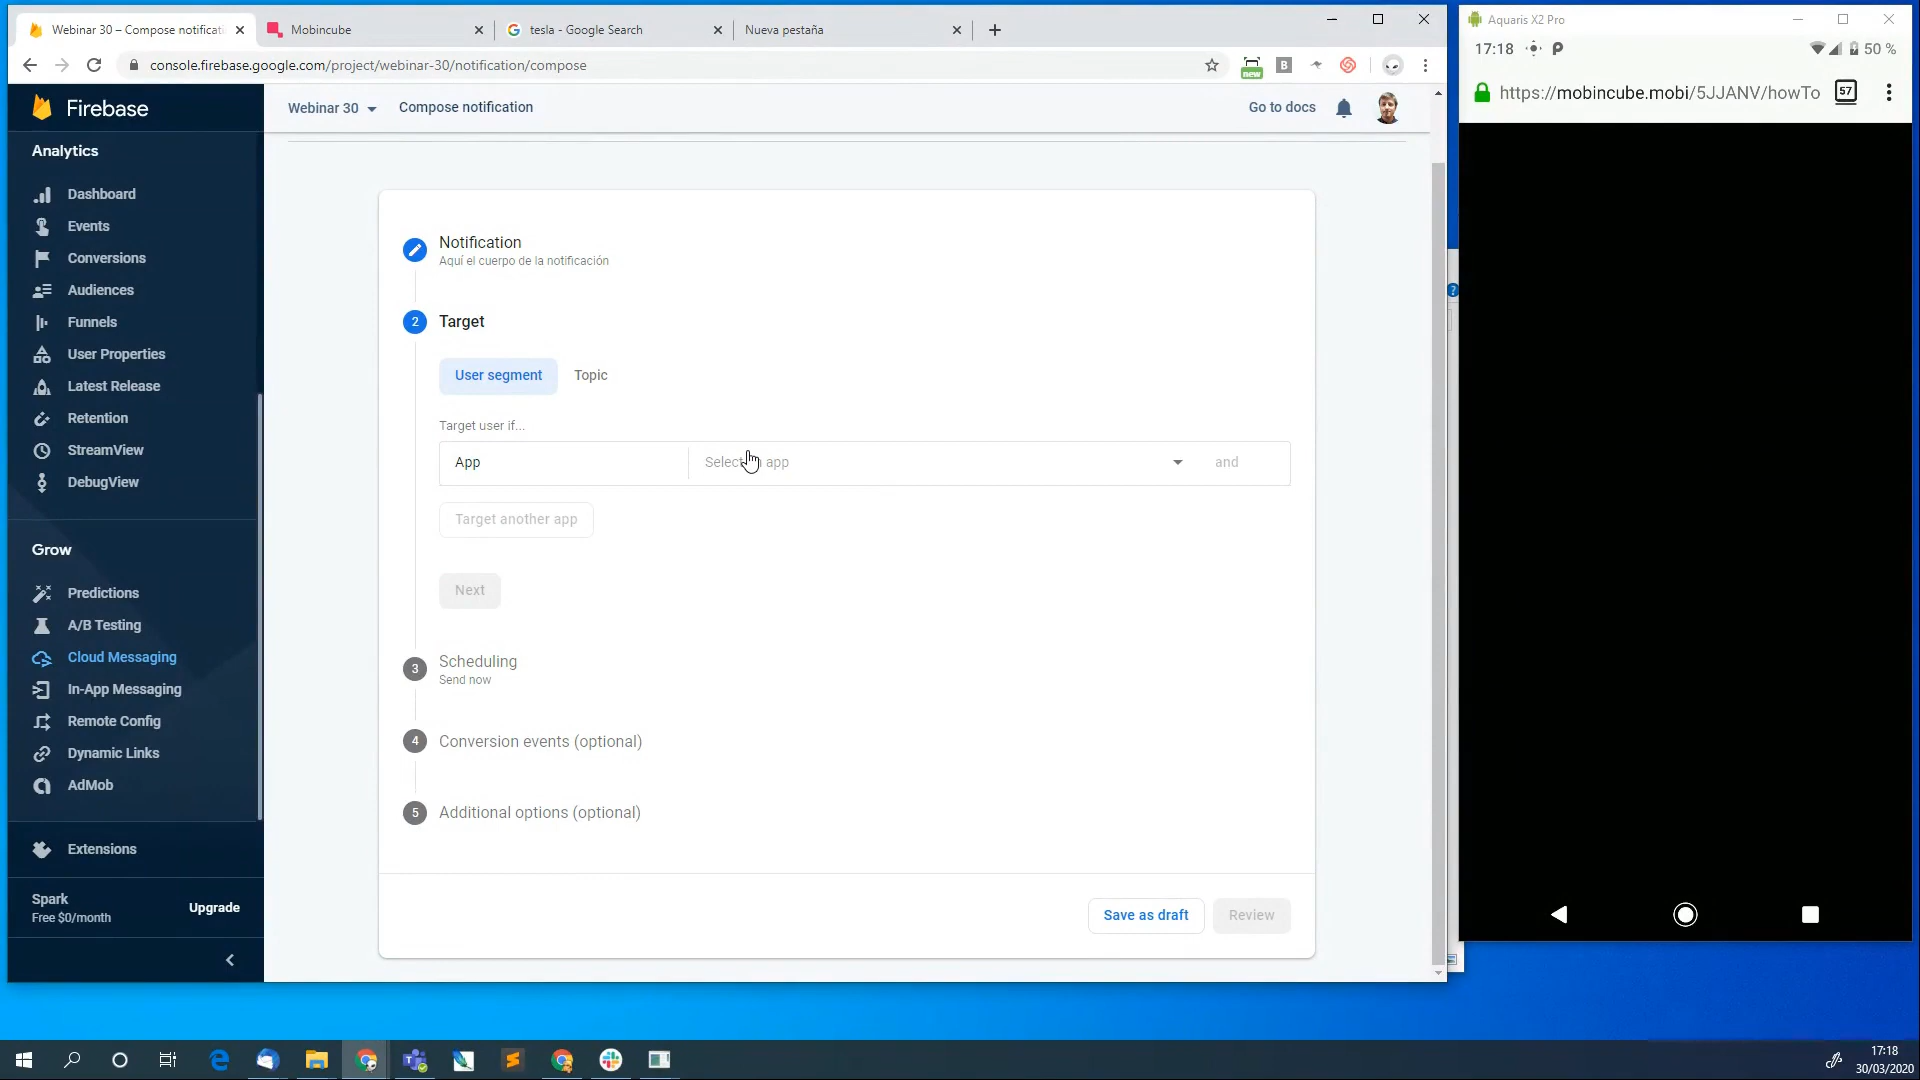 Webinar 30 – Compose notificati
Mobincube
tesla - Google Search
Nueva pestaña
console.firebase.google.com/project/webinar-30/notification/compose
new
B
Firebase
Webinar 30
Compose notification
Go to docs
Analytics
Dashboard
Events
Conversions
Audiences
Funnels
User Properties
Latest Release
Retention
StreamView
DebugView
Grow
Predictions
A/B Testing
Cloud Messaging
In-App Messaging
Remote Config
Dynamic Links
AdMob
Extensions
Spark
Free $0/month
Upgrade
Notification
Aquí el cuerpo de la notificación
2
Target
User segment
Topic
Target user if...
App
app
and
Target another app
Next
3
Scheduling
Send now
4
Conversion events (optional)
5
Additional options (optional)
Save as draft
Review
Aquaris X2 Pro
17:18
50 %
https://mobincube.mobi/5JJANV/howTo
57
17:18
30/03/2020